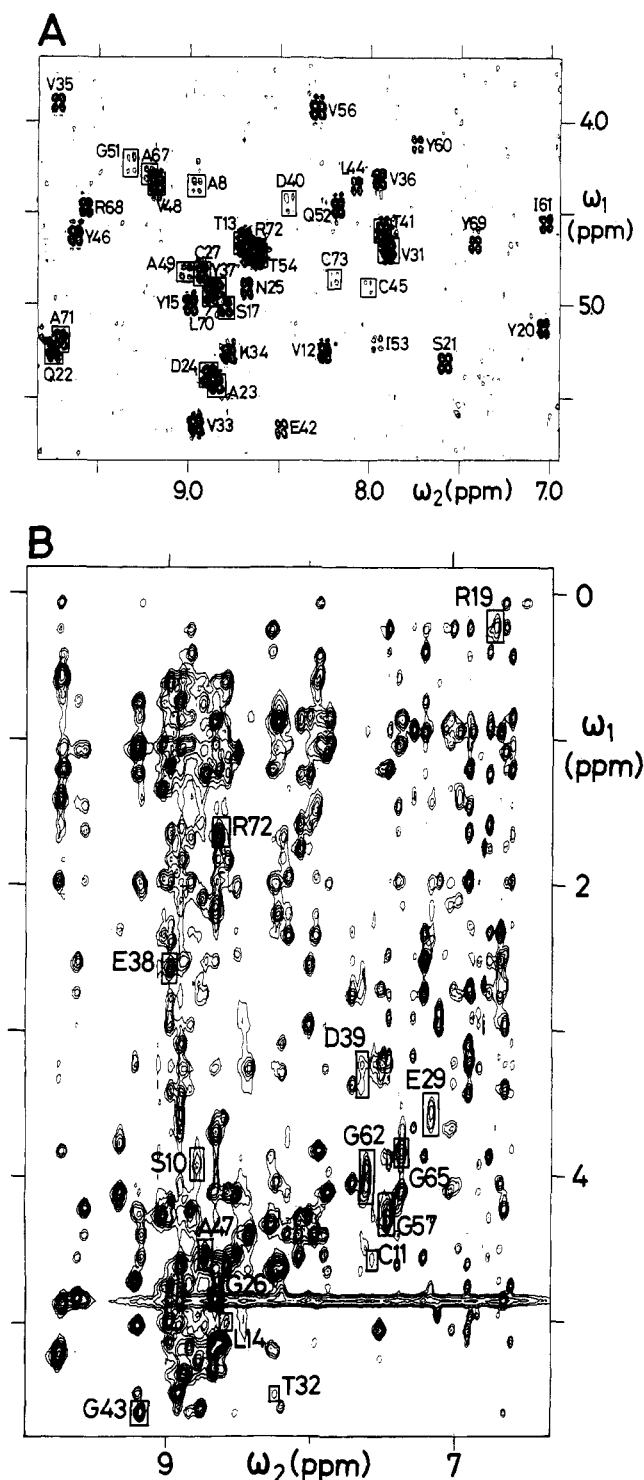 A
V35
V56
4.0
Y60
G51 A67
A8
D40
L44
V36
R68
V48
Q52
ω1
I61
Y46
T13
R72
T41
Y69
(ppm)
A49
C27
Y37
T54
C73
V31
C45
Y15
N25
5.0
L70
S17
A71
K34
V12
I53
S21
Y20
Q22
D24
A23
V33
E42
9.0
8.0
7.0
ω2(ppm)
B
0
R19
ω1
(ppm)
R72
2
E38
D39
E29
G62
S10
4
G65
A47
G57
C11
G26
L14
T32
G43
9
7
ω2(ppm)